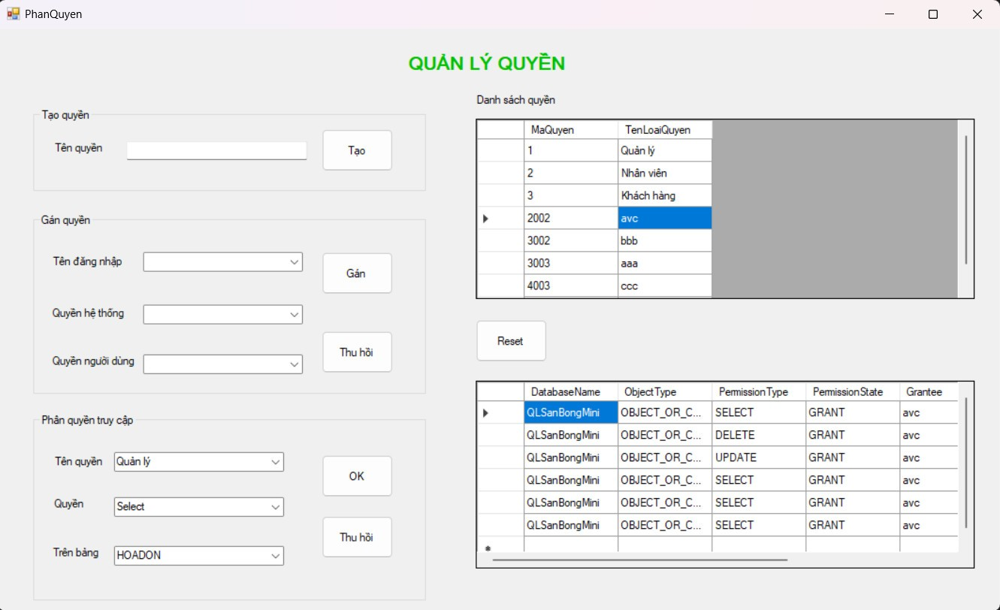 PhanQuyen
QUẢN LÝ QUYỀN
Tạo quyền
Tên quyền
Tạo
Gán quyền
Tên đăng nhập
Gán
Quyền hệ thống
Quyền người dùng
Thu hồi
Phân quyền truy cập
Tên quyền Quản lý
OK
Quyền Select
Thu hồi
Trên bảng HOADON
Danh sách quyền
MaQuyen TenLoaiQuyen
1 Quản lý
2 Nhân viên
3 Khách hàng
2002 avc
3002 bbb
3003 aaa
4003 ccc
Reset
DatabaseName ObjectType PermissionType PermissionState Grantee
QLSanBongMini OBJECT_OR_C... SELECT GRANT avc
QLSanBongMini OBJECT_OR_C... DELETE GRANT avc
QLSanBongMini OBJECT_OR_C... UPDATE GRANT avc
QLSanBongMini OBJECT_OR_C... SELECT GRANT avc
QLSanBongMini OBJECT_OR_C... SELECT GRANT avc
QLSanBongMini OBJECT_OR_C... SELECT GRANT avc